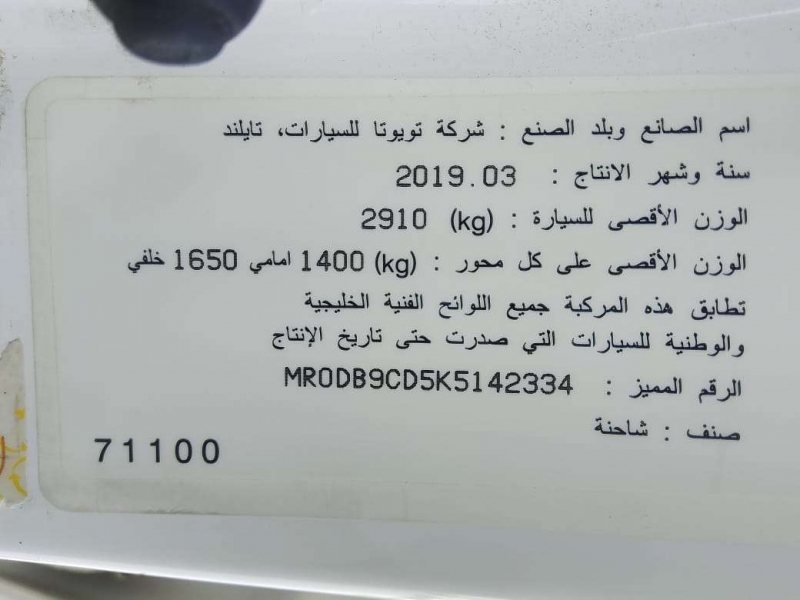 اسم الصانع وبلد الصنع : شركة تويوتا للسيارات، تايلند
سنة وشهر الانتاج : 2019.03
الوزن الأقصى للسيارة : (kg) 2910
الوزن الأقصى على كل محور : (kg) 1400 امامي 1650 خلفي
تطابق هذه المركبة جميع اللوائح الفنية الخليجية
والوطنية للسيارات التي صدرت حتى تاريخ الإنتاج
الرقم المميز : MR0DB9CD5K5142334
صنف : شاحنة
71100